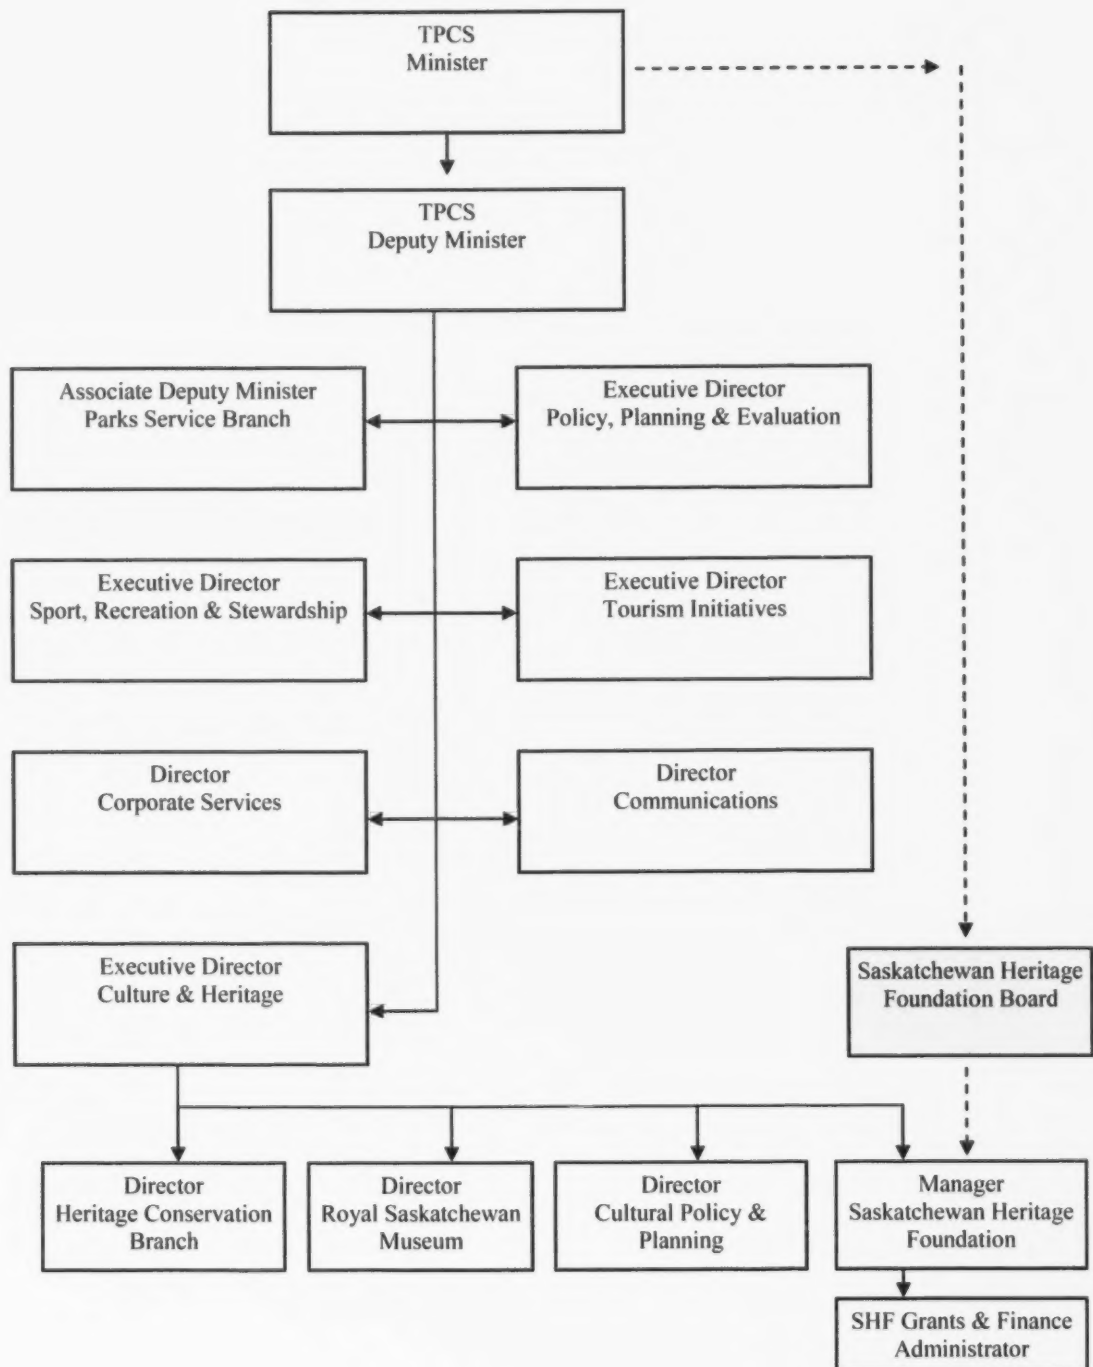 TPCS
Minister
TPCS
Deputy Minister
Associate Deputy Minister
Parks Service Branch
Executive Director
Policy, Planning & Evaluation
Executive Director
Sport, Recreation & Stewardship
Executive Director
Tourism Initiatives
Director
Corporate Services
Director
Communications
Executive Director
Culture & Heritage
Saskatchewan Heritage
Foundation Board
Director
Heritage Conservation
Branch
Director
Royal Saskatchewan
Museum
Director
Cultural Policy &
Planning
Manager
Saskatchewan Heritage
Foundation
SHF Grants & Finance
Administrator